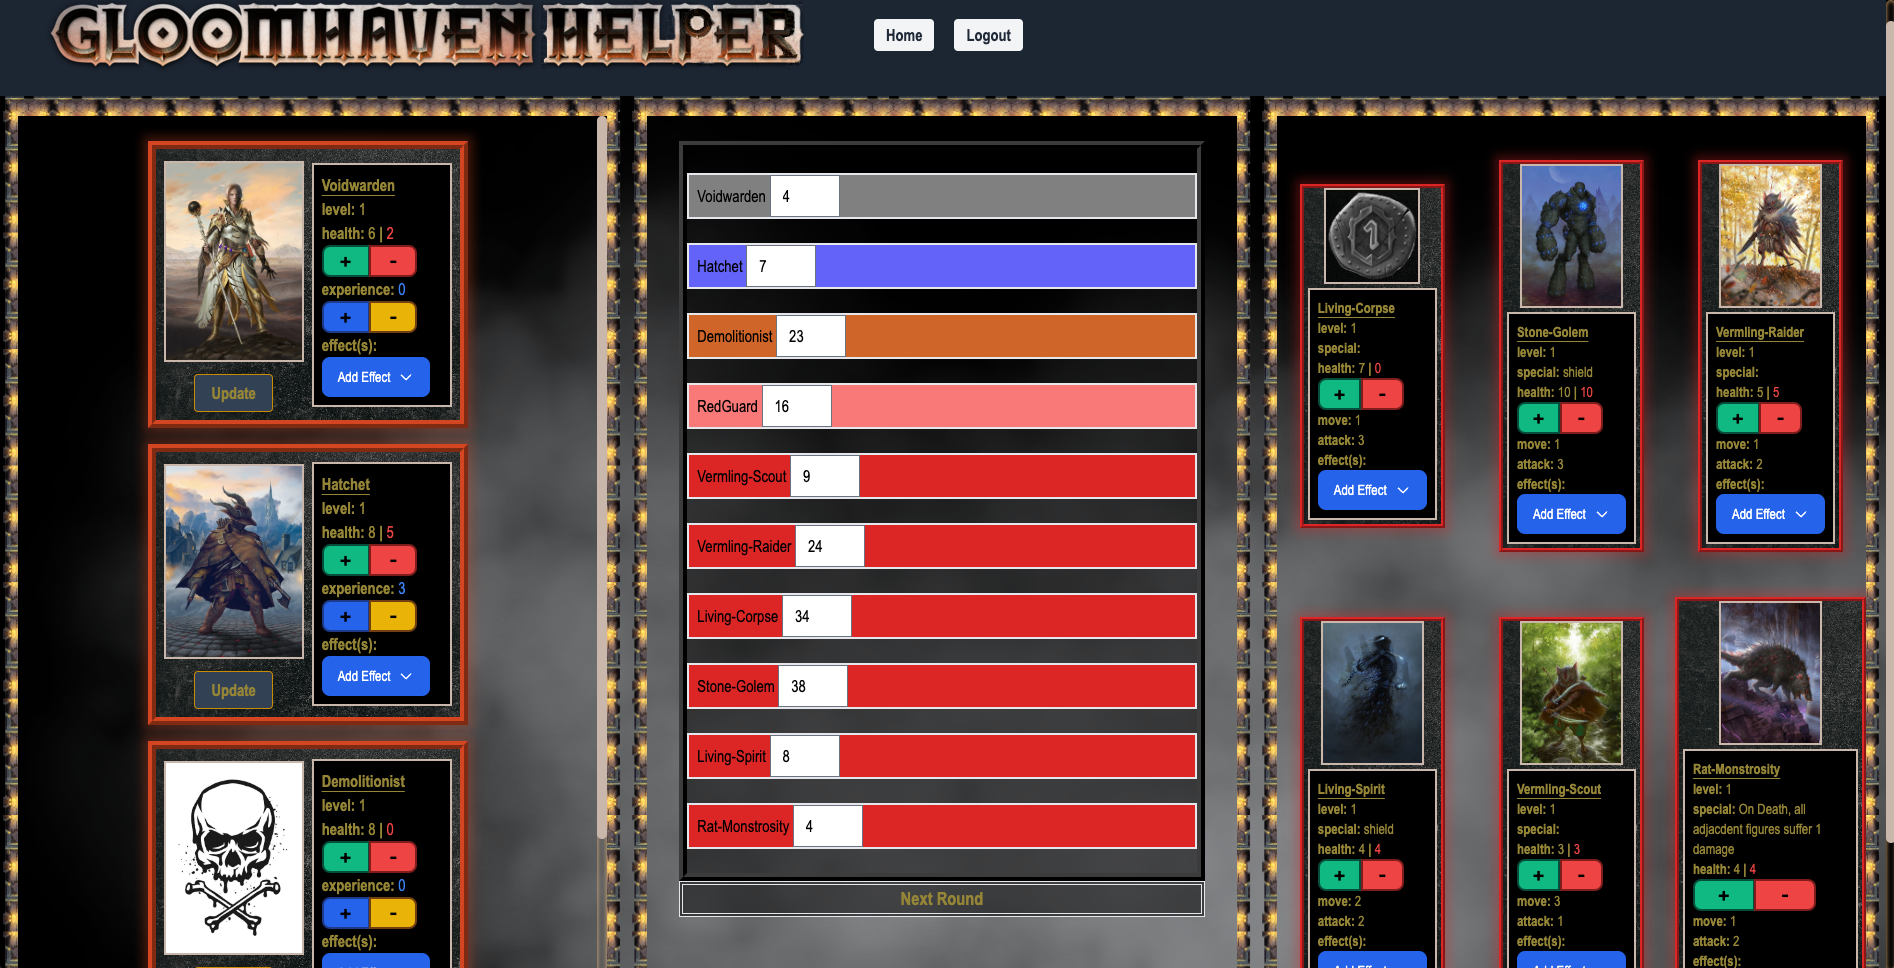 GLOOMHAVEN HELPER
Home
Logout
Voidwarden
level: 1
health: 6 | 2
+ -
experience: 0
+ -
effect(s):
Add Effect
Update
Hatchet
level: 1
health: 8 | 5
+ -
experience: 3
+ -
effect(s):
Add Effect
Update
Demolitionist
level: 1
health: 8 | 0
+ -
experience: 0
+ -
effect(s):
Add Effect
Voidwarden 4
Hatchet 7
Demolitionist 23
RedGuard 16
Vermling-Scout 9
Vermling-Raider 24
Living-Corpse 34
Stone-Golem 38
Living-Spirit 8
Rat-Monstrosity 4
Next Round
1
Living-Corpse
level: 1
special:
health: 7 | 0
+ -
move: 1
attack: 3
effect(s):
Add Effect
Stone-Golem
level: 1
special: shield
health: 10 | 10
+ -
move: 1
attack: 3
effect(s):
Add Effect
Vermling-Raider
level: 1
special:
health: 5 | 5
+ -
move: 1
attack: 2
effect(s):
Add Effect
Living-Spirit
level: 1
special: shield
health: 4 | 4
+ -
move: 2
attack: 2
effect(s):
Add Effect
Vermling-Scout
level: 1
special:
health: 3 | 3
+ -
move: 3
attack: 1
effect(s):
Add Effect
Rat-Monstrosity
level: 1
special: On Death, all
adjacdent figures suffer 1
damage
health: 4 | 4
+ -
move: 1
attack: 2
effect(s):